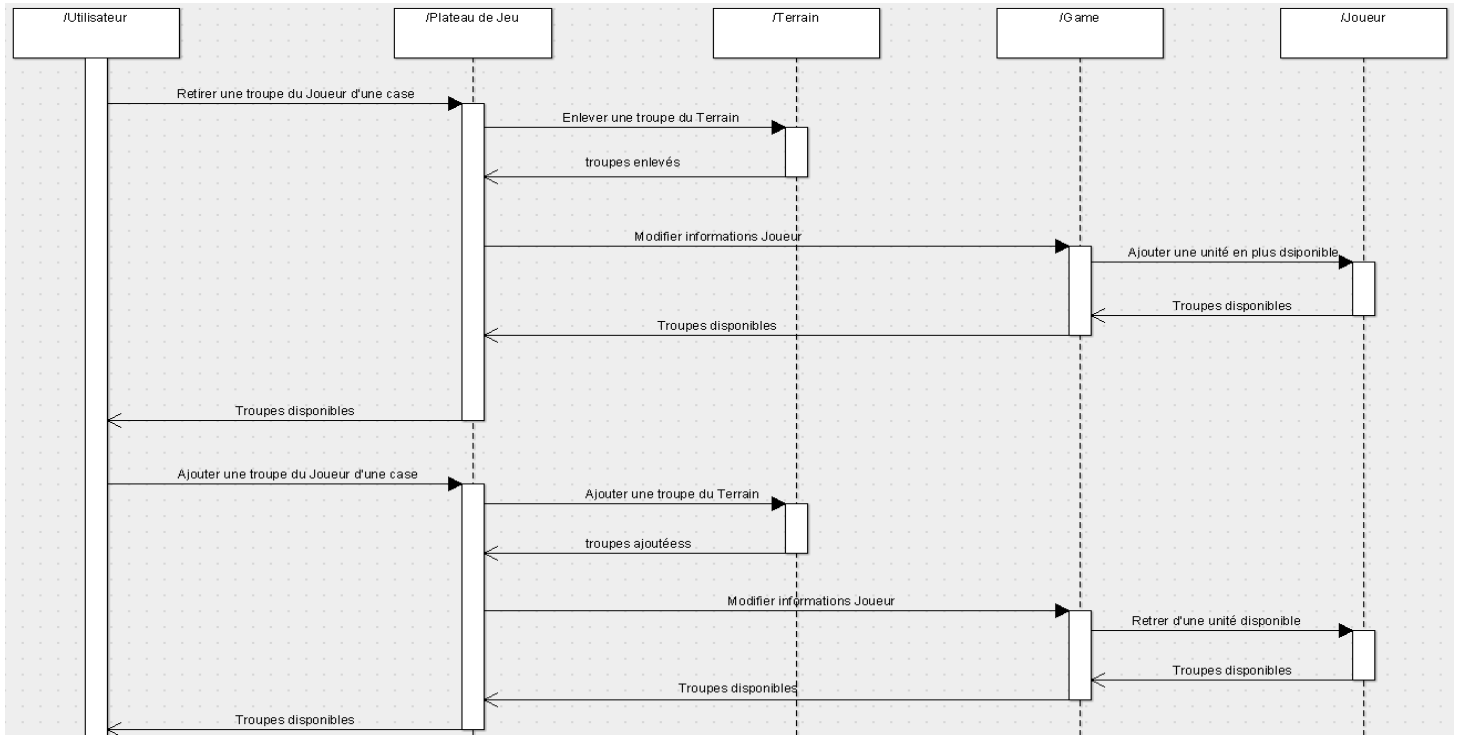 /Utilisateur
/Plateau de Jeu
/Terrain
/Game
/Joueur
Retirer une troupe du Joueur d'une case
Enlever une troupe du Terrain
troupes enlevés
Modifier informations Joueur
Ajouter une unité en plus dsiponible
Troupes disponibles
Troupes disponibles
Troupes disponibles
Ajouter une troupe du Joueur d'une case
Ajouter une troupe du Terrain
troupes ajoutéess
Modifier informations Joueur
Retrer d'une unité disponible
Troupes disponibles
Troupes disponibles
Troupes disponibles